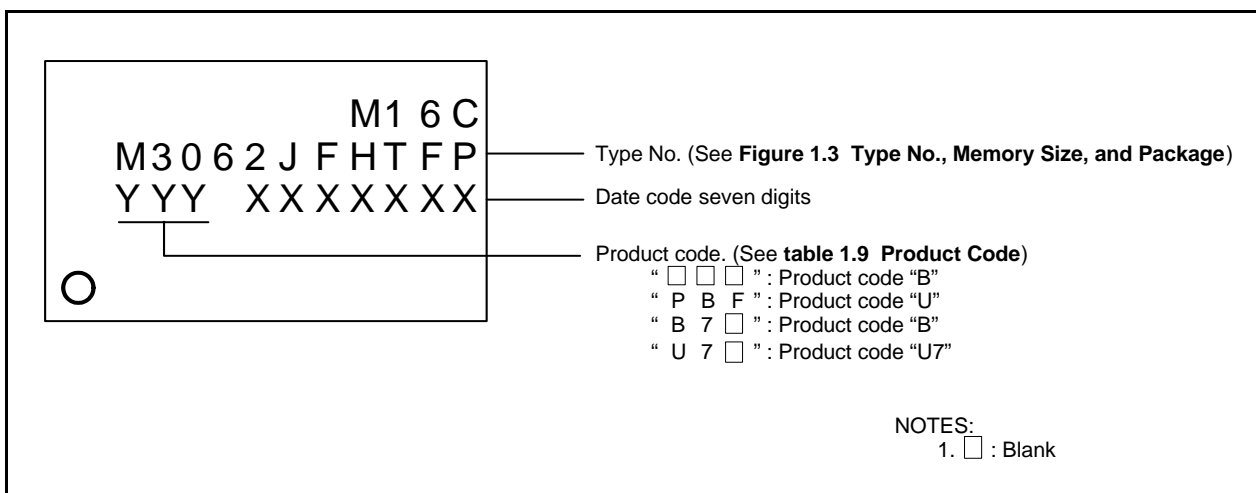 M16C
M3062JFHTFP
Type No. (See Figure 1.3 Type No., Memory Size, and Package)
YYY XXXXXXX
Date code seven digits
Product code. (See table 1.9 Product Code)
“ □ □ □ ” : Product code “B”
“ P B F ” : Product code “U”
“ B 7 □ ” : Product code “B”
“ U 7 □ ” : Product code “U7”
NOTES:
1. □ : Blank